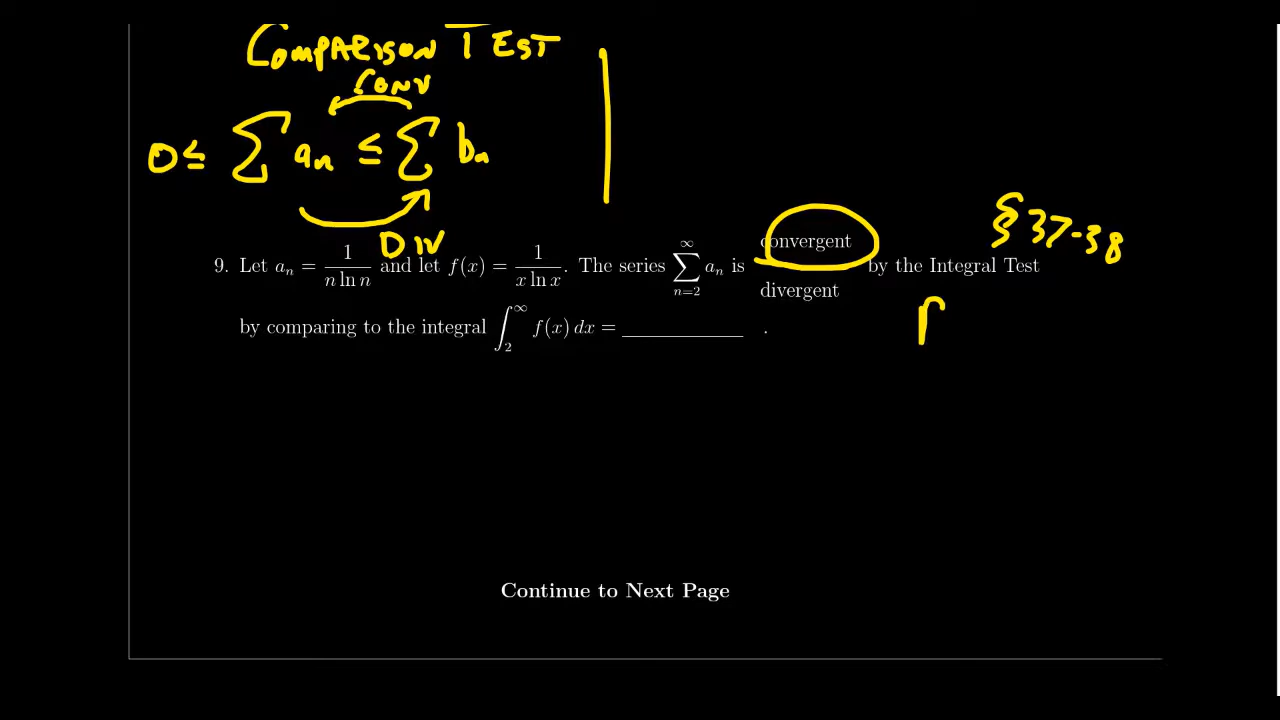 COMPARISON TEST
CONV
0 ≤ ∑ aₙ ≤ ∑ bₙ
DIV
§ 37-38
9. Let aₙ = 1/(n ln n) and let f(x) = 1/(x ln x). The series ∑_{n=2}^{∞} aₙ is convergent / divergent by the Integral Test
by comparing to the integral ∫_2^∞ f(x) dx = ____________ .
Continue to Next Page